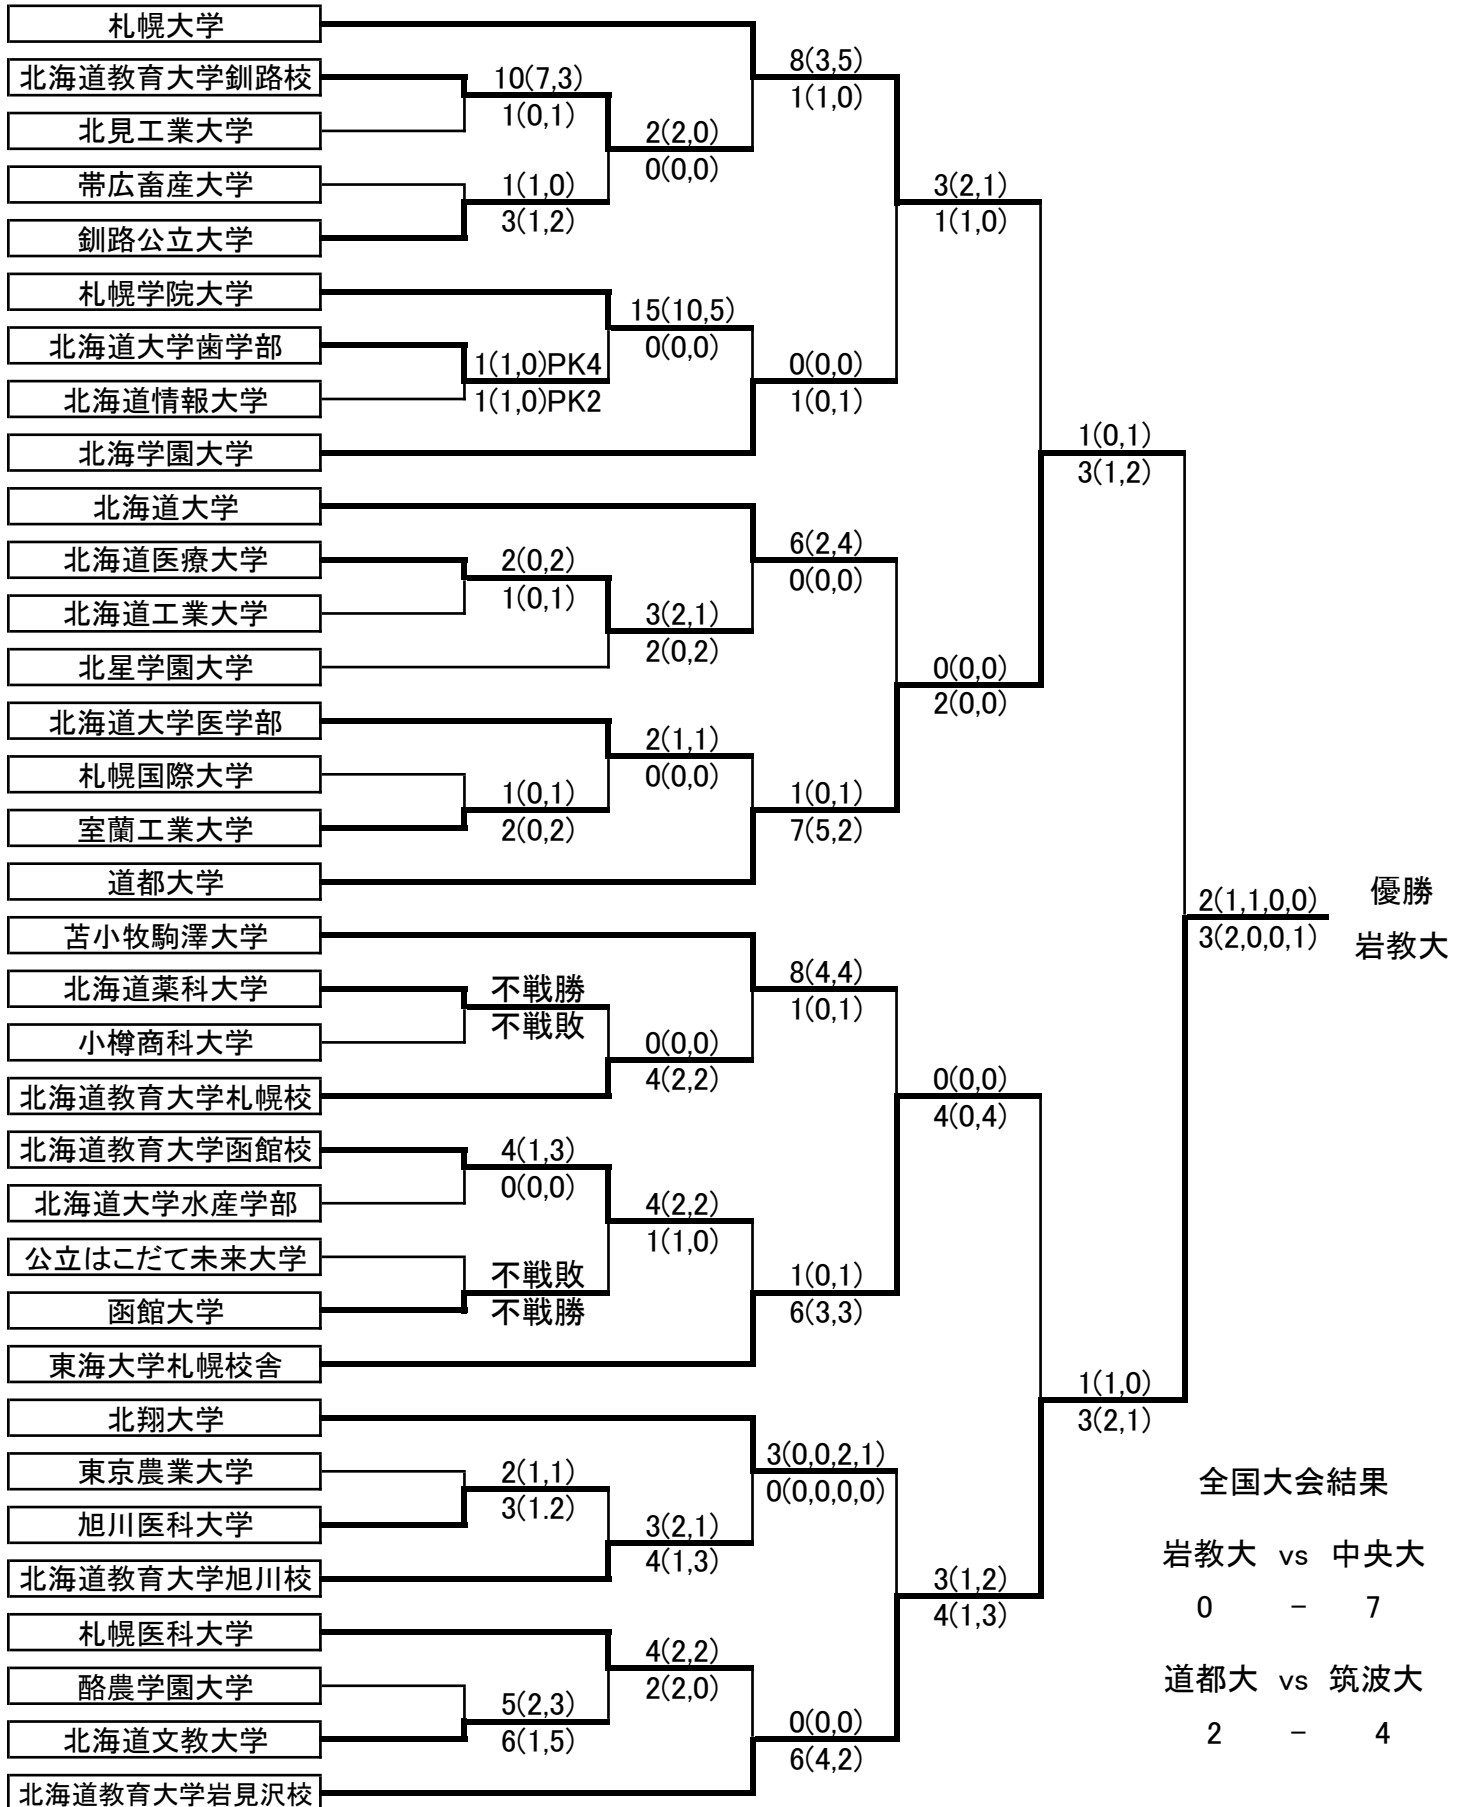 札幌大学
北海道教育大学釧路校
北見工業大学
帯広畜産大学
釧路公立大学
札幌学院大学
北海道大学歯学部
北海道情報大学
北海学園大学
北海道大学
北海道医療大学
北海道工業大学
北星学園大学
北海道大学医学部
札幌国際大学
室蘭工業大学
道都大学
苫小牧駒澤大学
北海道薬科大学
小樽商科大学
北海道教育大学札幌校
北海道教育大学函館校
北海道大学水産学部
公立はこだて未来大学
函館大学
東海大学札幌校舎
北翔大学
東京農業大学
旭川医科大学
北海道教育大学旭川校
札幌医科大学
酪農学園大学
北海道文教大学
北海道教育大学岩見沢校
10(7,3)
1(0,1)
1(1,0)
3(1,2)
1(1,0)PK4
1(1,0)PK2
2(0,2)
1(0,1)
1(0,1)
2(0,2)
不戦勝
不戦敗
4(1,3)
0(0,0)
不戦敗
不戦勝
2(1,1)
3(1.2)
5(2,3)
6(1,5)
2(2,0)
0(0,0)
15(10,5)
0(0,0)
3(2,1)
2(0,2)
2(1,1)
0(0,0)
0(0,0)
4(2,2)
4(2,2)
1(1,0)
3(2,1)
4(1,3)
4(2,2)
2(2,0)
8(3,5)
1(1,0)
0(0,0)
1(0,1)
6(2,4)
0(0,0)
1(0,1)
7(5,2)
8(4,4)
1(0,1)
1(0,1)
6(3,3)
3(0,0,2,1)
0(0,0,0,0)
0(0,0)
6(4,2)
3(2,1)
1(1,0)
0(0,0)
2(0,0)
0(0,0)
4(0,4)
3(1,2)
4(1,3)
1(0,1)
3(1,2)
1(1,0)
3(2,1)
2(1,1,0,0)
3(2,0,0,1)
優勝
岩教大
全国大会結果
岩教大 vs 中央大
0 － 7
道都大 vs 筑波大
2 － 4